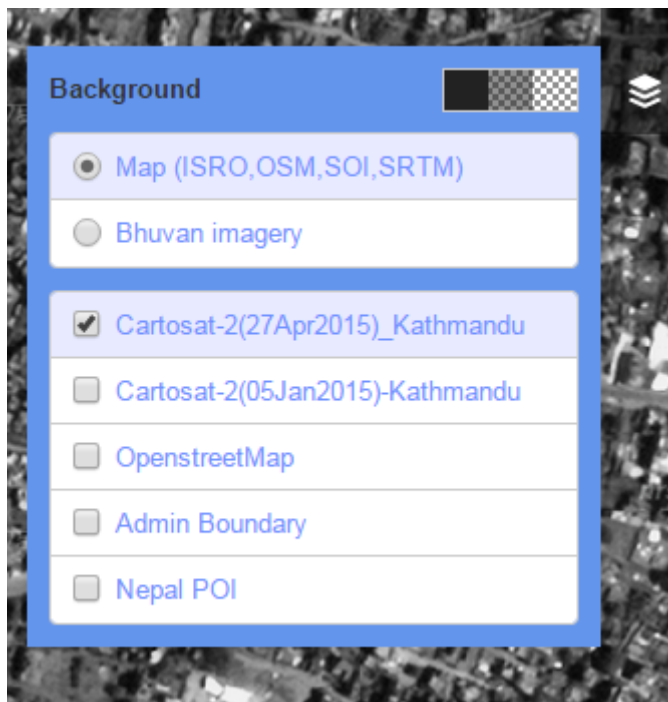 Background
Map (ISRO,OSM,SOI,SRTM)
Bhuvan imagery
Cartosat-2(27Apr2015)_Kathmandu
Cartosat-2(05Jan2015)-Kathmandu
OpenstreetMap
Admin Boundary
Nepal POI